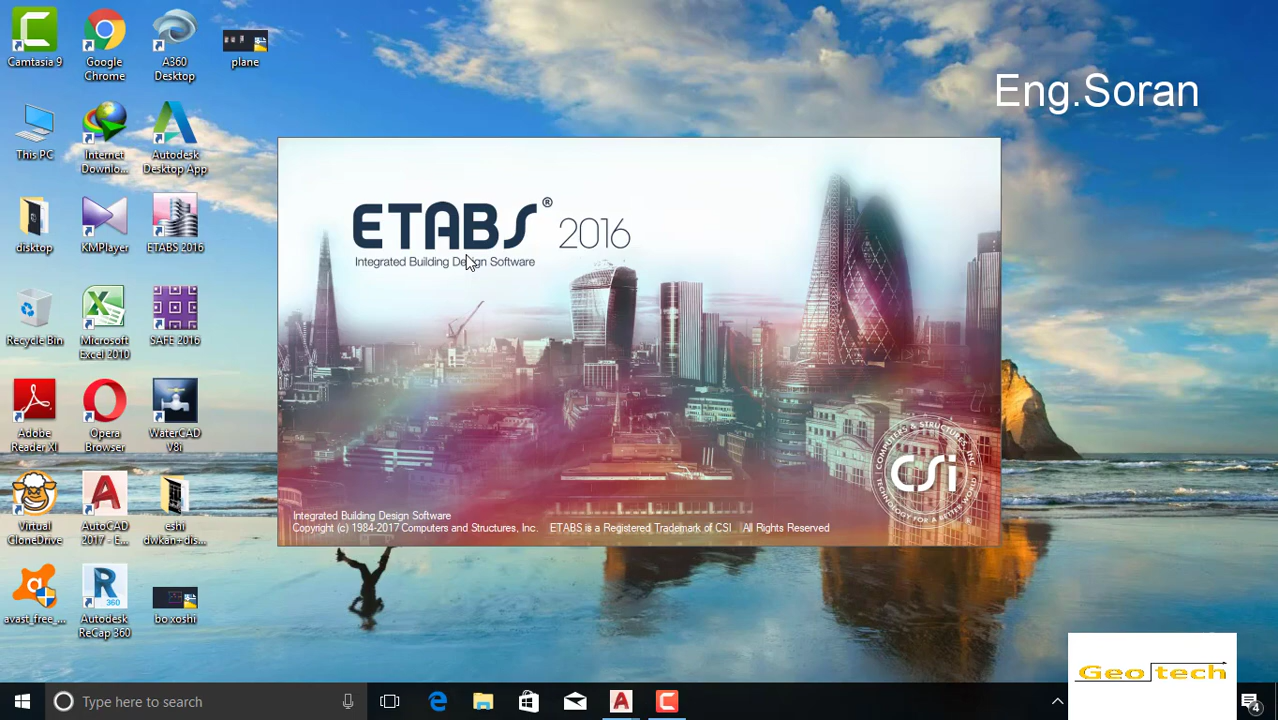 Camtasia 9
Google
Chrome
A360
Desktop
plane
Eng.Soran
This PC
Internet
Downlo...
Autodesk
Desktop App
disktop
KMPlayer
ETABS 2016
ETABS® 2016
Integrated Building Design Software
Recycle Bin
Microsoft
Excel 2010
SAFE 2016
Adobe
Reader XI
Opera
Browser
WaterCAD
V8i
COMPUTERS & STRUCTURES, INC.
CSi
TECHNOLOGY FOR A BETTER WORLD
Virtual
CloneDrive
AutoCAD
2017 - E...
eshi
dwkan+dis...
Integrated Building Design Software
Copyright (c) 1984-2017 Computers and Structures, Inc. ETABS is a Registered Trademark of CSI . All Rights Reserved
avast_free_...
360
Autodesk
ReCap 360
bo xoshi
Geotech
Type here to search
4